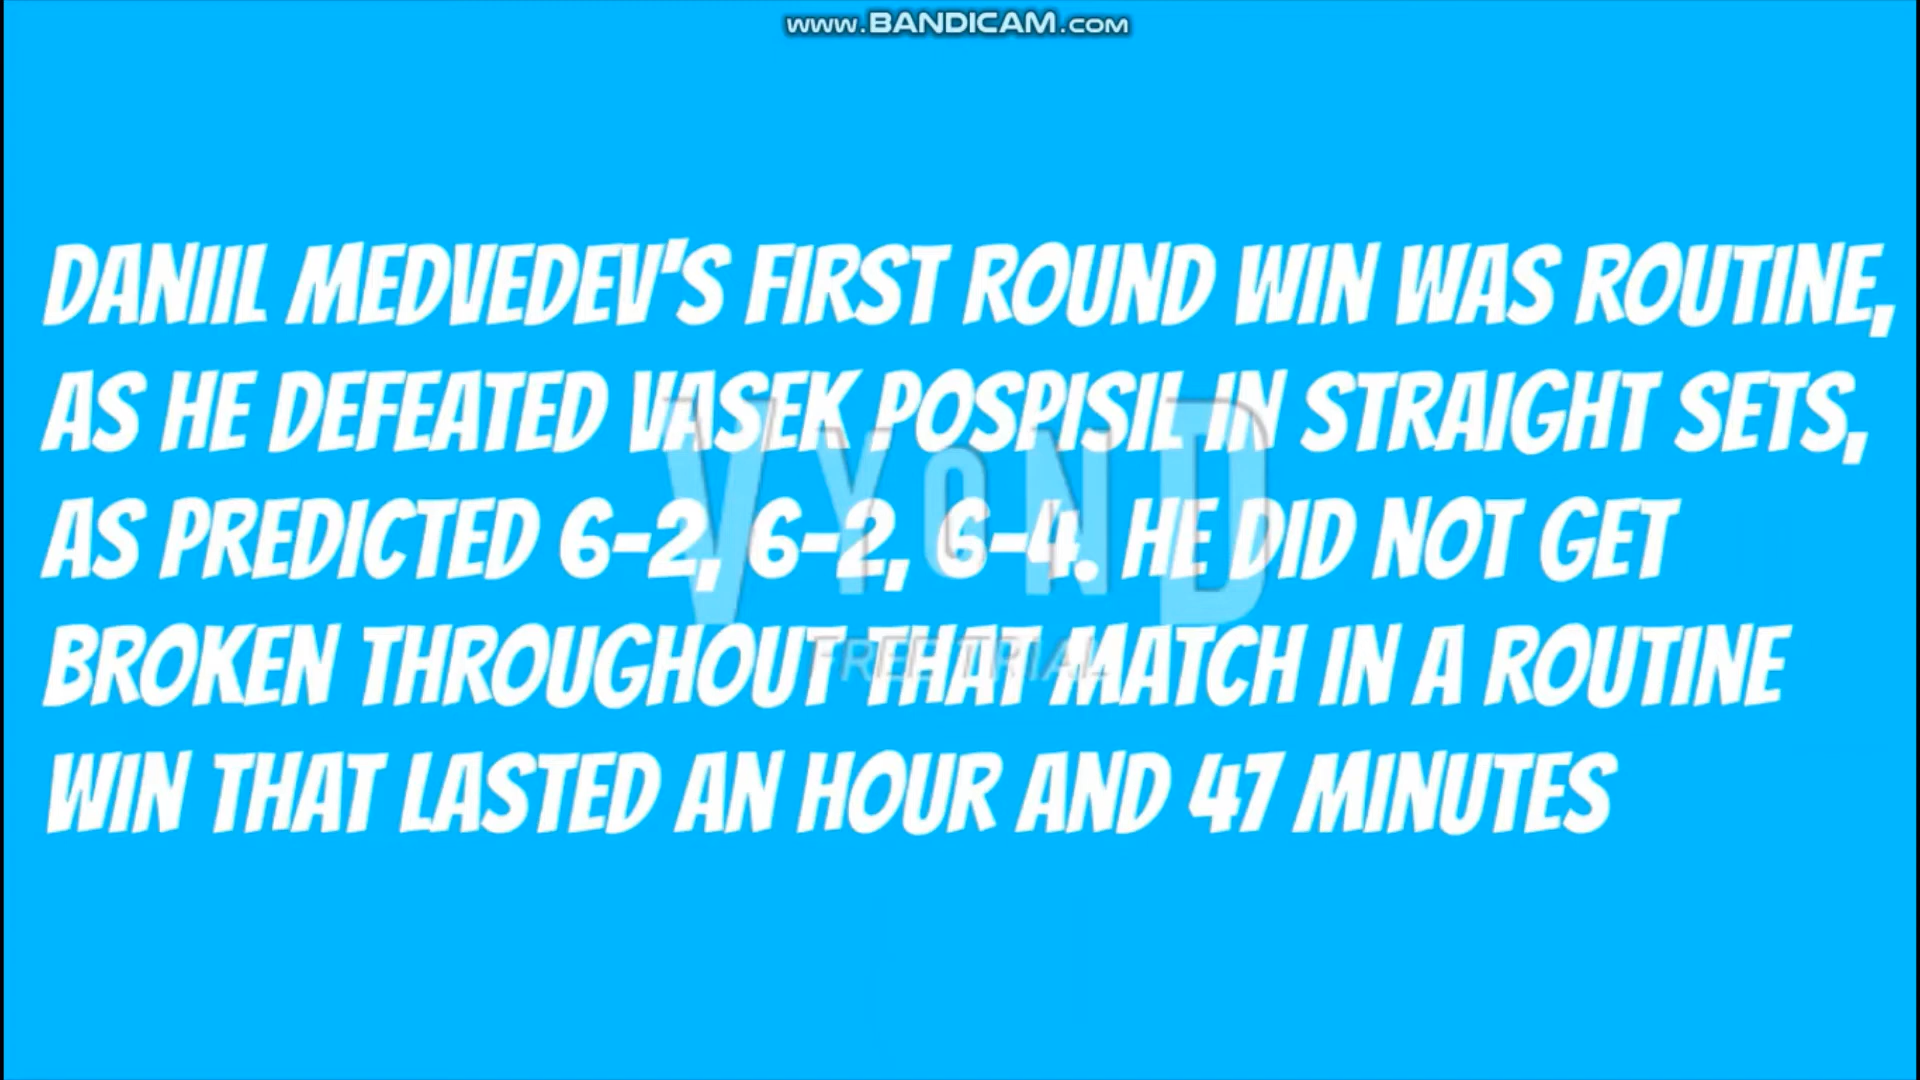 www.BANDICAM.com
DANIIL MEDVEDEV'S FIRST ROUND WIN WAS ROUTINE,
AS HE DEFEATED VASEK POSPISIL IN STRAIGHT SETS,
AS PREDICTED 6-2, 6-2, 6-4. HE DID NOT GET
BROKEN THROUGHOUT THAT MATCH IN A ROUTINE
WIN THAT LASTED AN HOUR AND 47 MINUTES
VYOND
FREE TRIAL